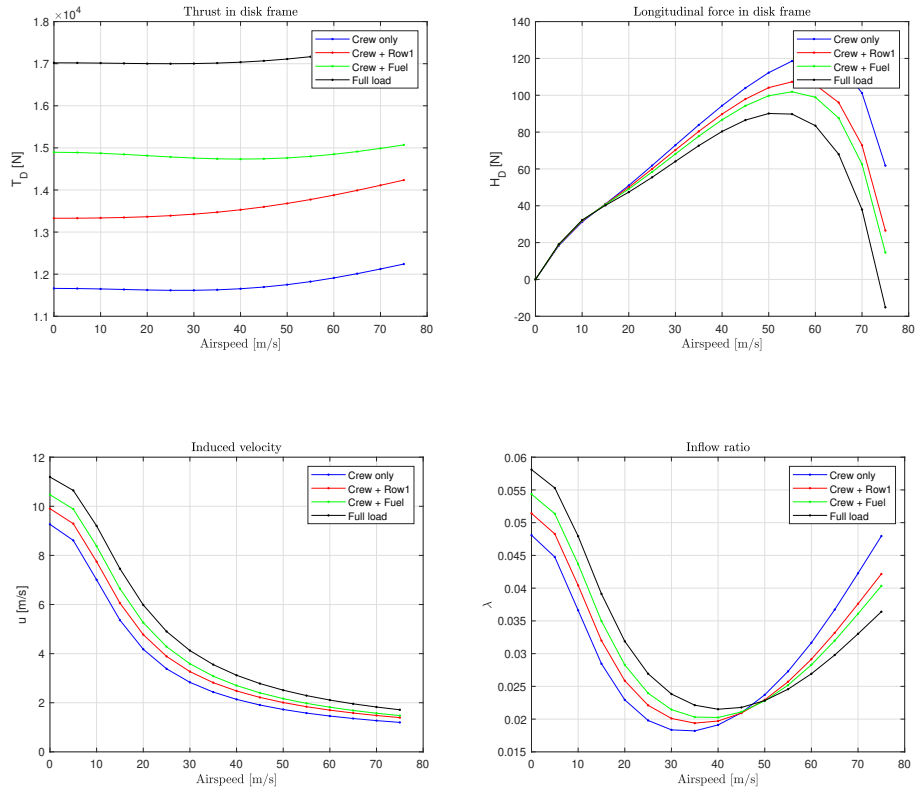 Thrust in disk frame
×10⁴
1.8
1.7
1.6
1.5
1.4
1.3
1.2
1.1
T_D [N]
0 10 20 30 40 50 60 70 80
Airspeed [m/s]
Crew only
Crew + Row1
Crew + Fuel
Full load
Longitudinal force in disk frame
140
120
100
80
60
40
20
0
-20
H_D [N]
0 10 20 30 40 50 60 70 80
Airspeed [m/s]
Crew only
Crew + Row1
Crew + Fuel
Full load
Induced velocity
12
10
8
6
4
2
0
u [m/s]
0 10 20 30 40 50 60 70 80
Airspeed [m/s]
Crew only
Crew + Row1
Crew + Fuel
Full load
Inflow ratio
0.06
0.055
0.05
0.045
0.04
0.035
0.03
0.025
0.02
0.015
λ
0 10 20 30 40 50 60 70 80
Airspeed [m/s]
Crew only
Crew + Row1
Crew + Fuel
Full load